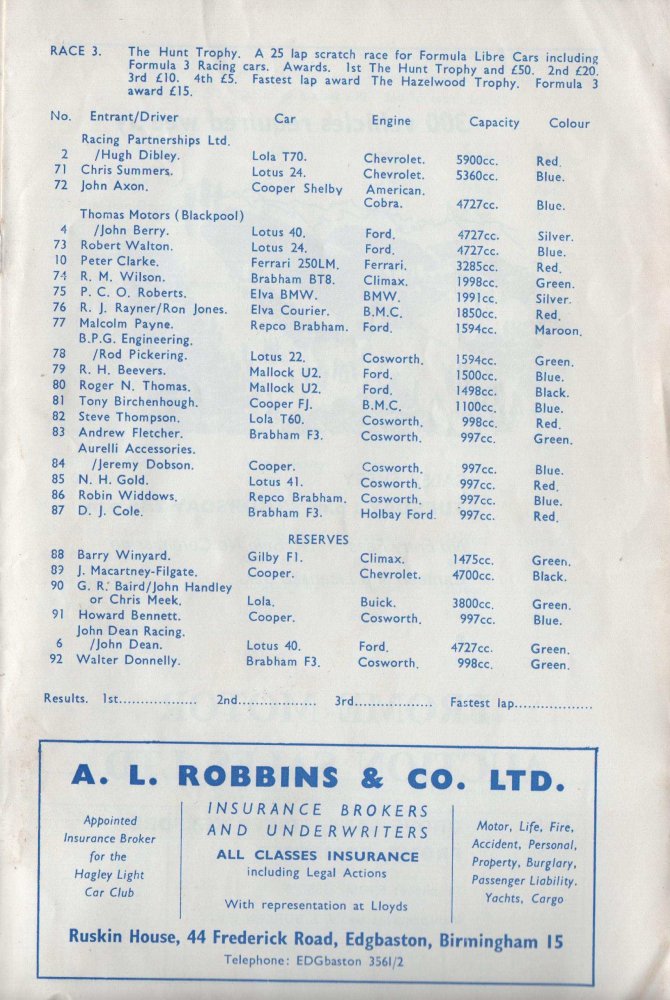 RACE 3. The Hunt Trophy. A 25 lap scratch race for Formula Libre Cars including
Formula 3 Racing cars. Awards. 1st The Hunt Trophy and £50. 2nd £20.
3rd £10. 4th £5. Fastest lap award The Hazelwood Trophy. Formula 3
award £15.
No. Entrant/Driver Car Engine Capacity Colour
Racing Partnerships Ltd.
2 /Hugh Dibley. Lola T70. Chevrolet. 5900cc. Red.
71 Chris Summers. Lotus 24. Chevrolet. 5360cc. Blue.
72 John Axon. Cooper Shelby American.
Cobra. 4727cc. Blue.
Thomas Motors (Blackpool)
4 /John Berry. Lotus 40. Ford. 4727cc. Silver.
73 Robert Walton. Lotus 24. Ford. 4727cc. Blue.
10 Peter Clarke. Ferrari 250LM. Ferrari. 3285cc. Red.
74 R. M. Wilson. Brabham BT8. Climax. 1998cc. Green.
75 P. C. O. Roberts. Elva BMW. BMW. 1991cc. Silver.
76 R. J. Rayner/Ron Jones. Elva Courier. B.M.C. 1850cc. Red.
77 Malcolm Payne. Repco Brabham. Ford. 1594cc. Maroon.
B.P.G. Engineering.
78 /Rod Pickering. Lotus 22. Cosworth. 1594cc. Green.
79 R. H. Beevers. Mallock U2. Ford. 1500cc. Blue.
80 Roger N. Thomas. Mallock U2. Ford. 1498cc. Black.
81 Tony Birchenhough. Cooper FJ. B.M.C. 1100cc. Blue.
82 Steve Thompson. Lola T60. Cosworth. 998cc. Red.
83 Andrew Fletcher. Brabham F3. Cosworth. 997cc. Green.
Aurelli Accessories.
84 /Jeremy Dobson. Cooper. Cosworth. 997cc. Blue.
85 N. H. Gold. Lotus 41. Cosworth. 997cc. Red.
86 Robin Widdows. Repco Brabham. Cosworth. 997cc. Blue.
87 D. J. Cole. Brabham F3. Holbay Ford. 997cc. Red.
RESERVES
88 Barry Winyard. Gilby F1. Climax. 1475cc. Green.
89 J. Macartney-Filgate. Cooper. Chevrolet. 4700cc. Black.
90 G. R. Baird/John Handley
or Chris Meek. Lola. Buick. 3800cc. Green.
91 Howard Bennett. Cooper. Cosworth. 997cc. Blue.
John Dean Racing.
6 /John Dean. Lotus 40. Ford. 4727cc. Green.
92 Walter Donnelly. Brabham F3. Cosworth. 998cc. Green.
Results. 1st................. 2nd................. 3rd................. Fastest lap.................
A. L. ROBBINS & CO. LTD.
Appointed
Insurance Broker
for the
Hagley Light
Car Club
INSURANCE BROKERS
AND UNDERWRITERS
ALL CLASSES INSURANCE
including Legal Actions
With representation at Lloyds
Motor, Life, Fire,
Accident, Personal,
Property, Burglary,
Passenger Liability.
Yachts, Cargo
Ruskin House, 44 Frederick Road, Edgbaston, Birmingham 15
Telephone: EDGbaston 3561/2